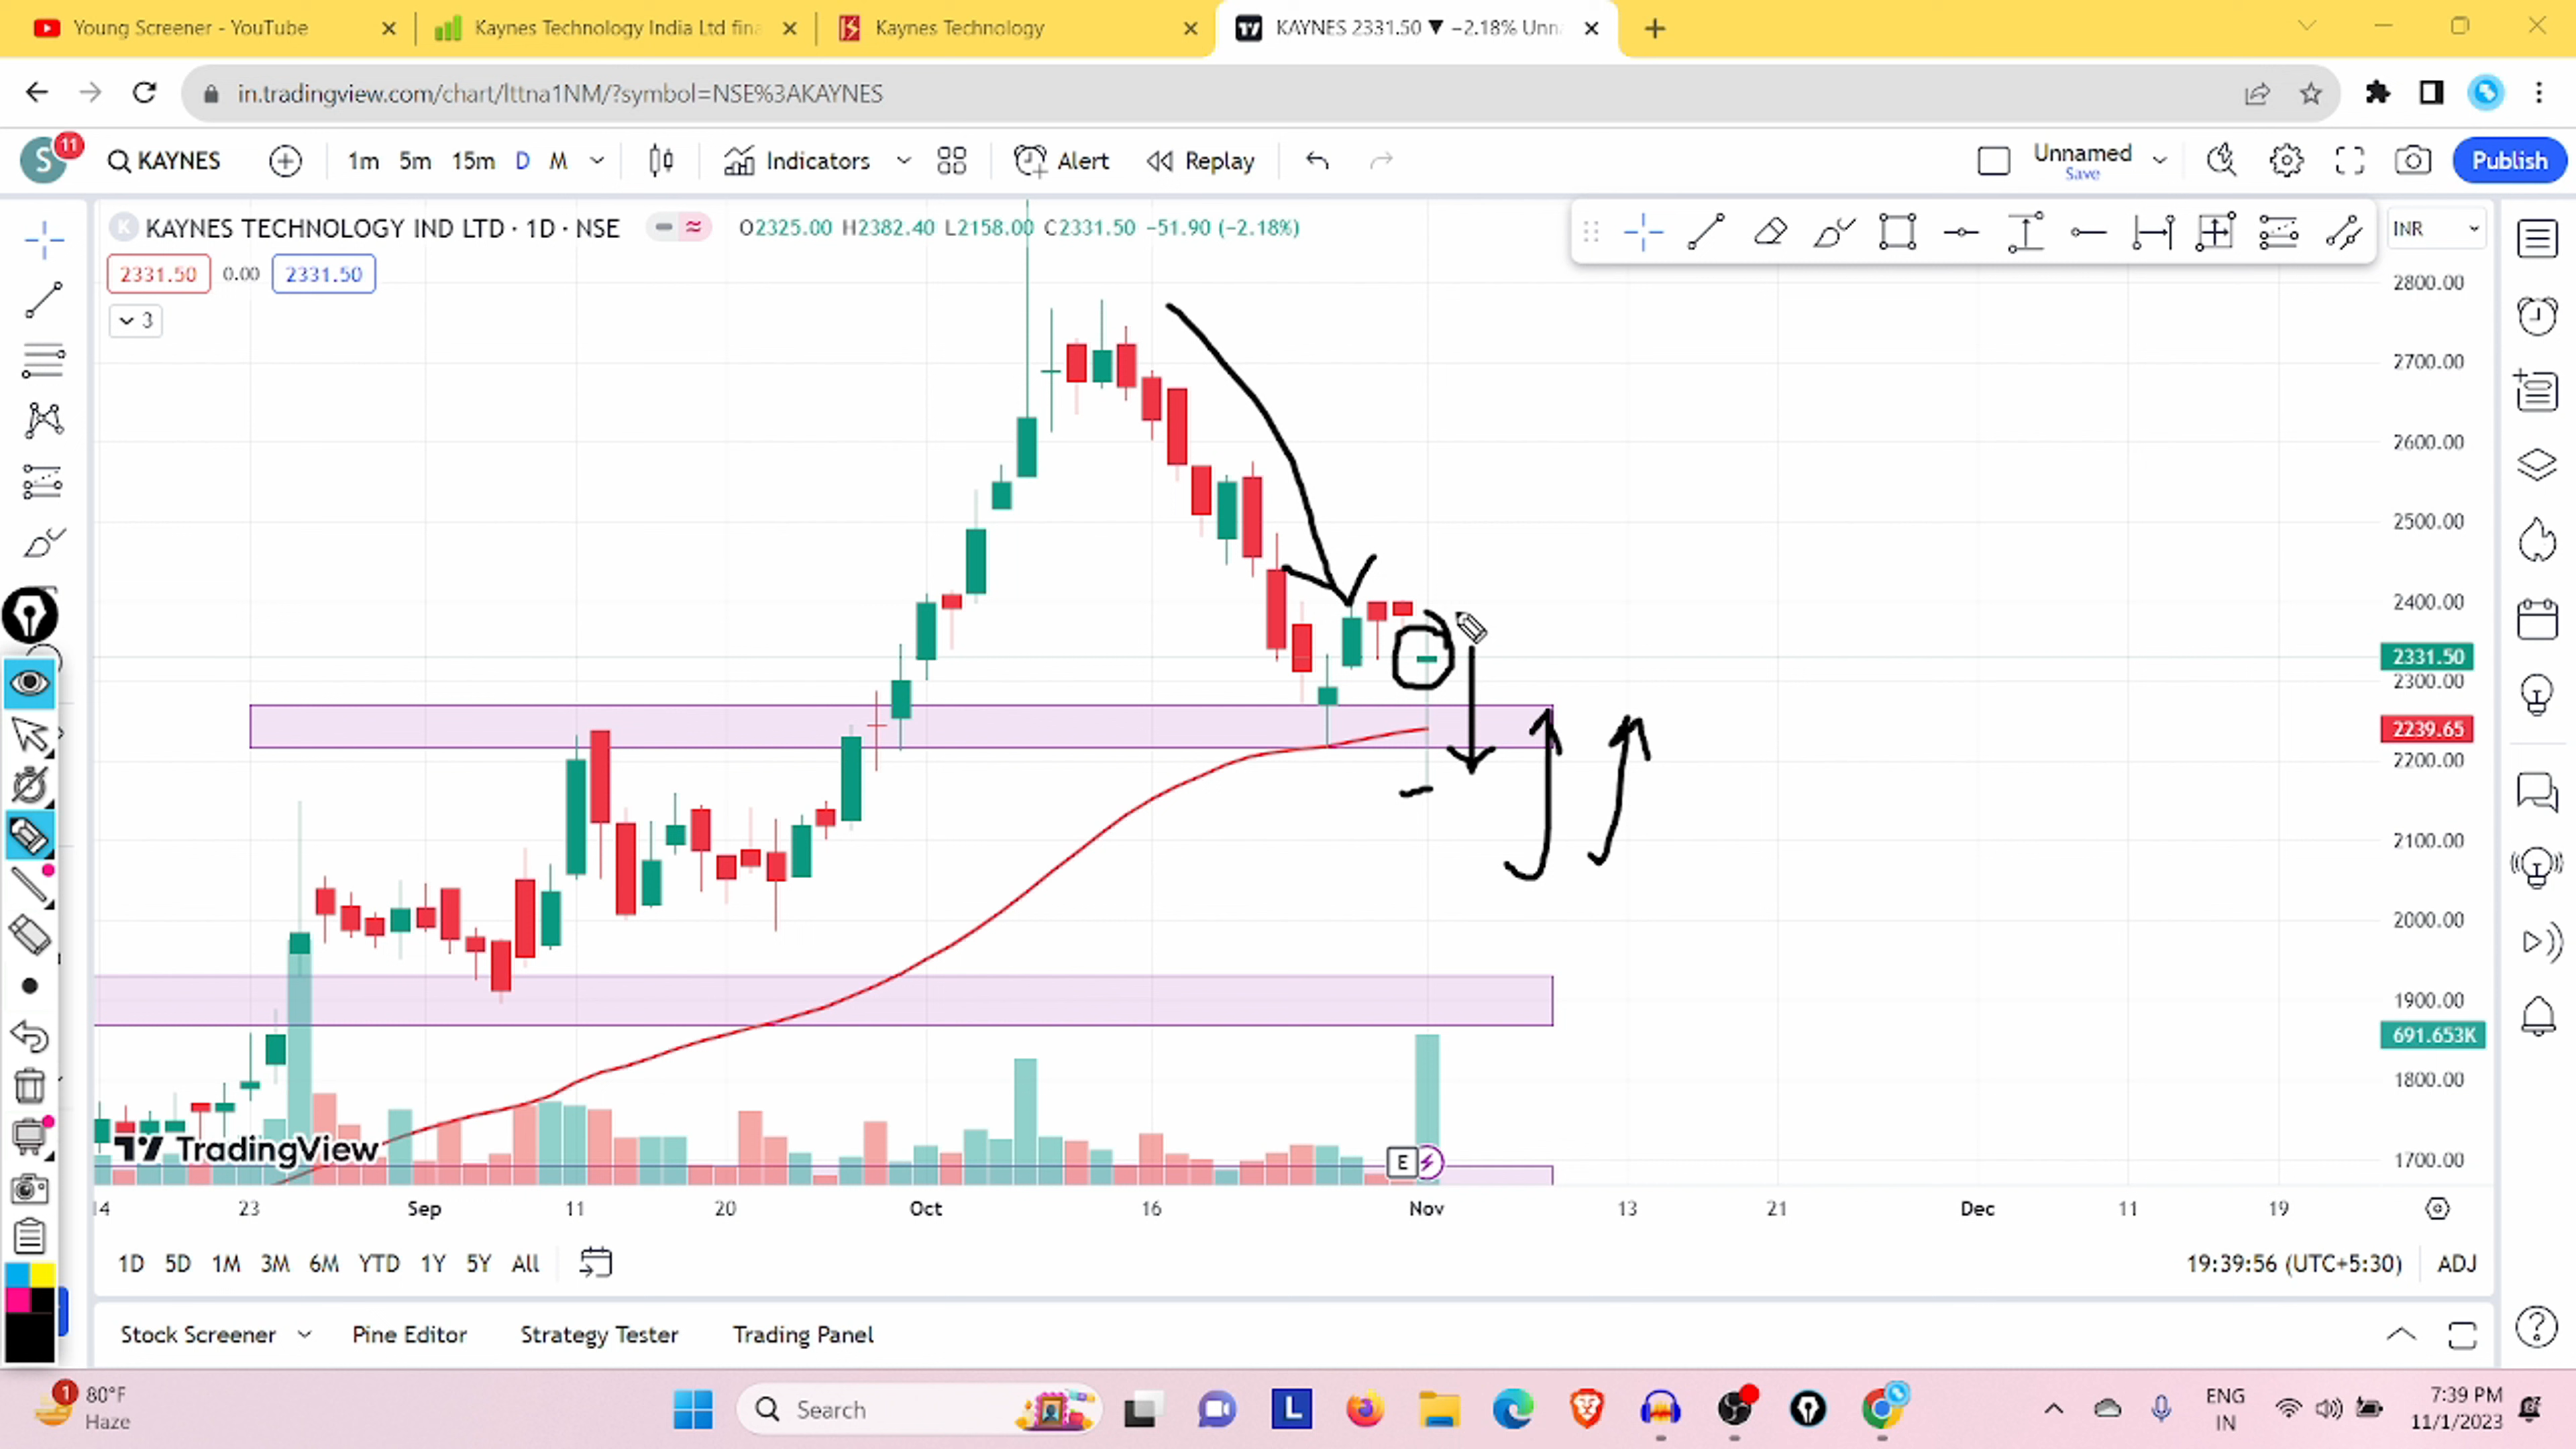 Young Screener - YouTube
Kaynes Technology India Ltd fin
Kaynes Technology
KAYNES 2331.50 ▼ −2.18% Unn
in.tradingview.com/chart/lttna1NM/?symbol=NSE%3AKAYNES
S 11
KAYNES 1m 5m 15m D M Indicators Alert Replay Unnamed Save Publish
K KAYNES TECHNOLOGY IND LTD · 1D · NSE O2325.00 H2382.40 L2158.00 C2331.50 −51.90 (−2.18%) INR
2331.50 0.00 2331.50
3
2800.00
2700.00
2600.00
2500.00
2400.00
2331.50
2300.00
2239.65
2200.00
2100.00
2000.00
1900.00
691.653K
1800.00
1700.00
TradingView
E
14 23 Sep 11 20 Oct 16 Nov 13 21 Dec 11 19
1D 5D 1M 3M 6M YTD 1Y 5Y All 19:39:56 (UTC+5:30) ADJ
Stock Screener Pine Editor Strategy Tester Trading Panel
1 80°F
Haze
Search
L
ENG
IN
7:39 PM
11/1/2023